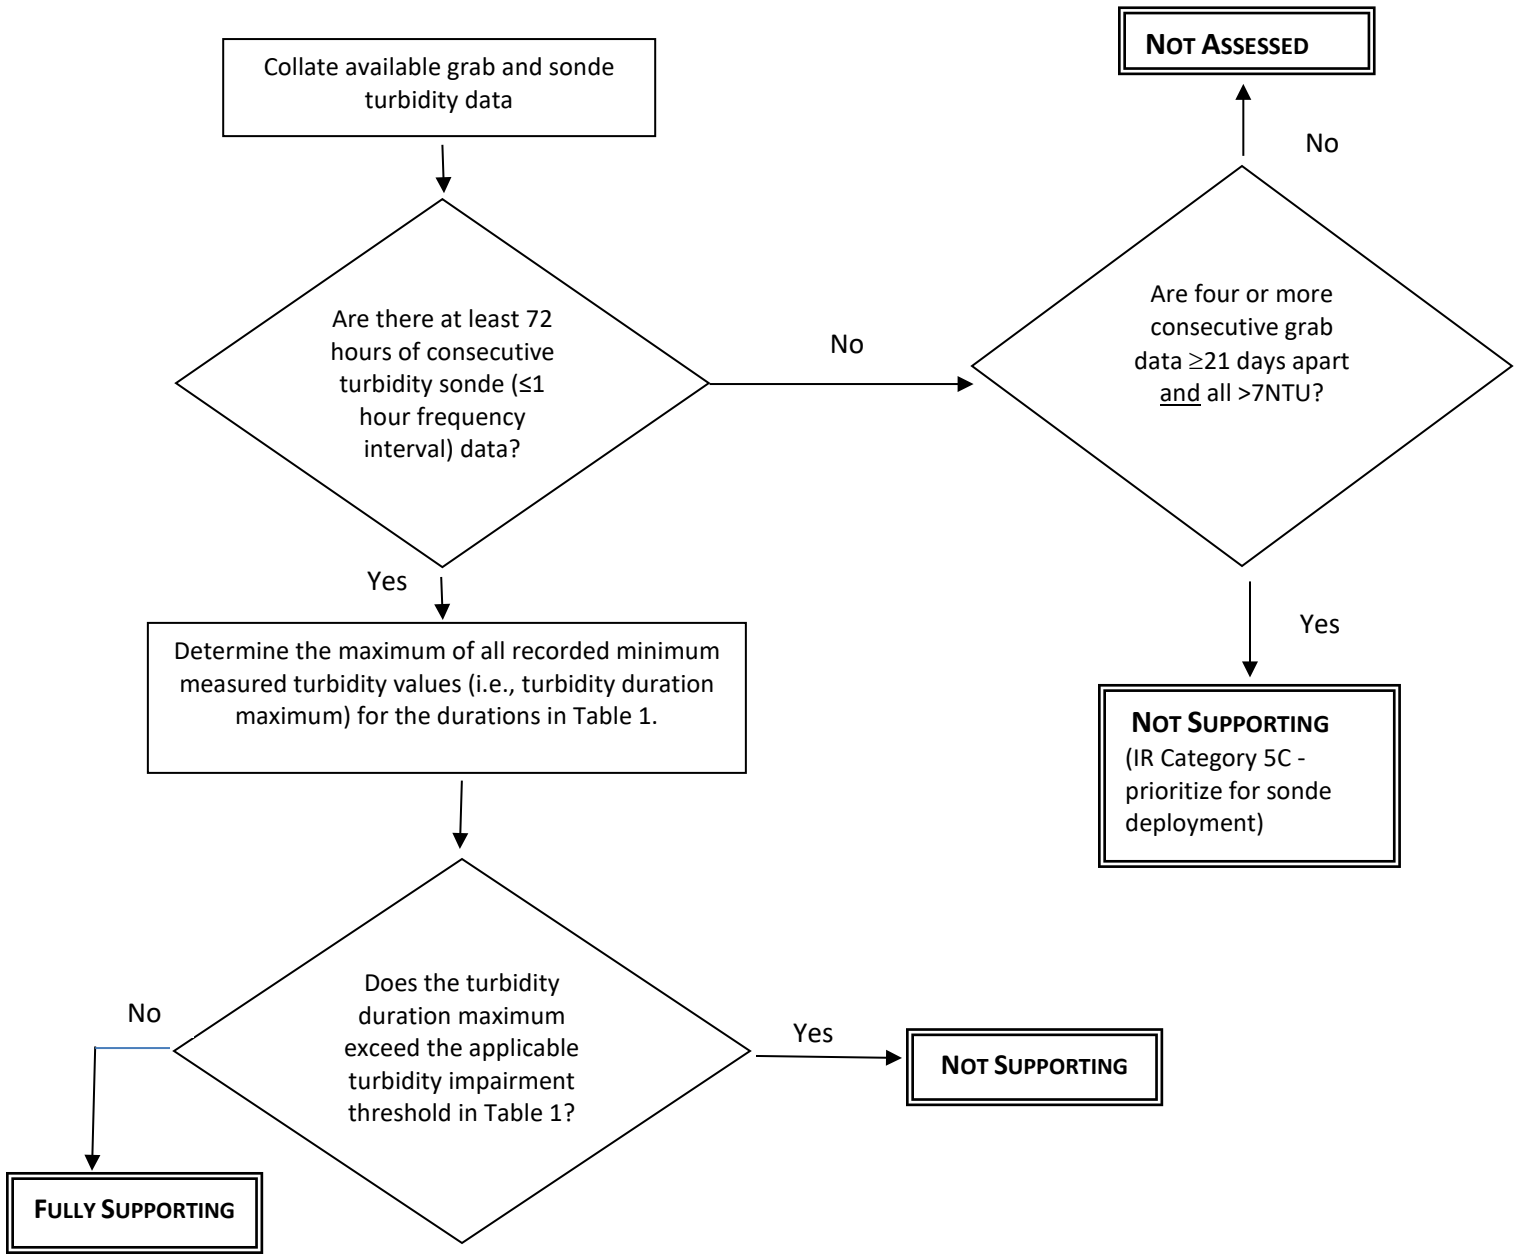 Collate available grab and sonde
turbidity data
NOT ASSESSED
No
Are there at least 72
hours of consecutive
turbidity sonde (≤1
hour frequency
interval) data?
No
Are four or more
consecutive grab
data ≥21 days apart
and all >7NTU?
Yes
Determine the maximum of all recorded minimum
measured turbidity values (i.e., turbidity duration
maximum) for the durations in Table 1.
Yes
NOT SUPPORTING
(IR Category 5C -
prioritize for sonde
deployment)
Does the turbidity
duration maximum
exceed the applicable
turbidity impairment
threshold in Table 1?
No
Yes
NOT SUPPORTING
FULLY SUPPORTING